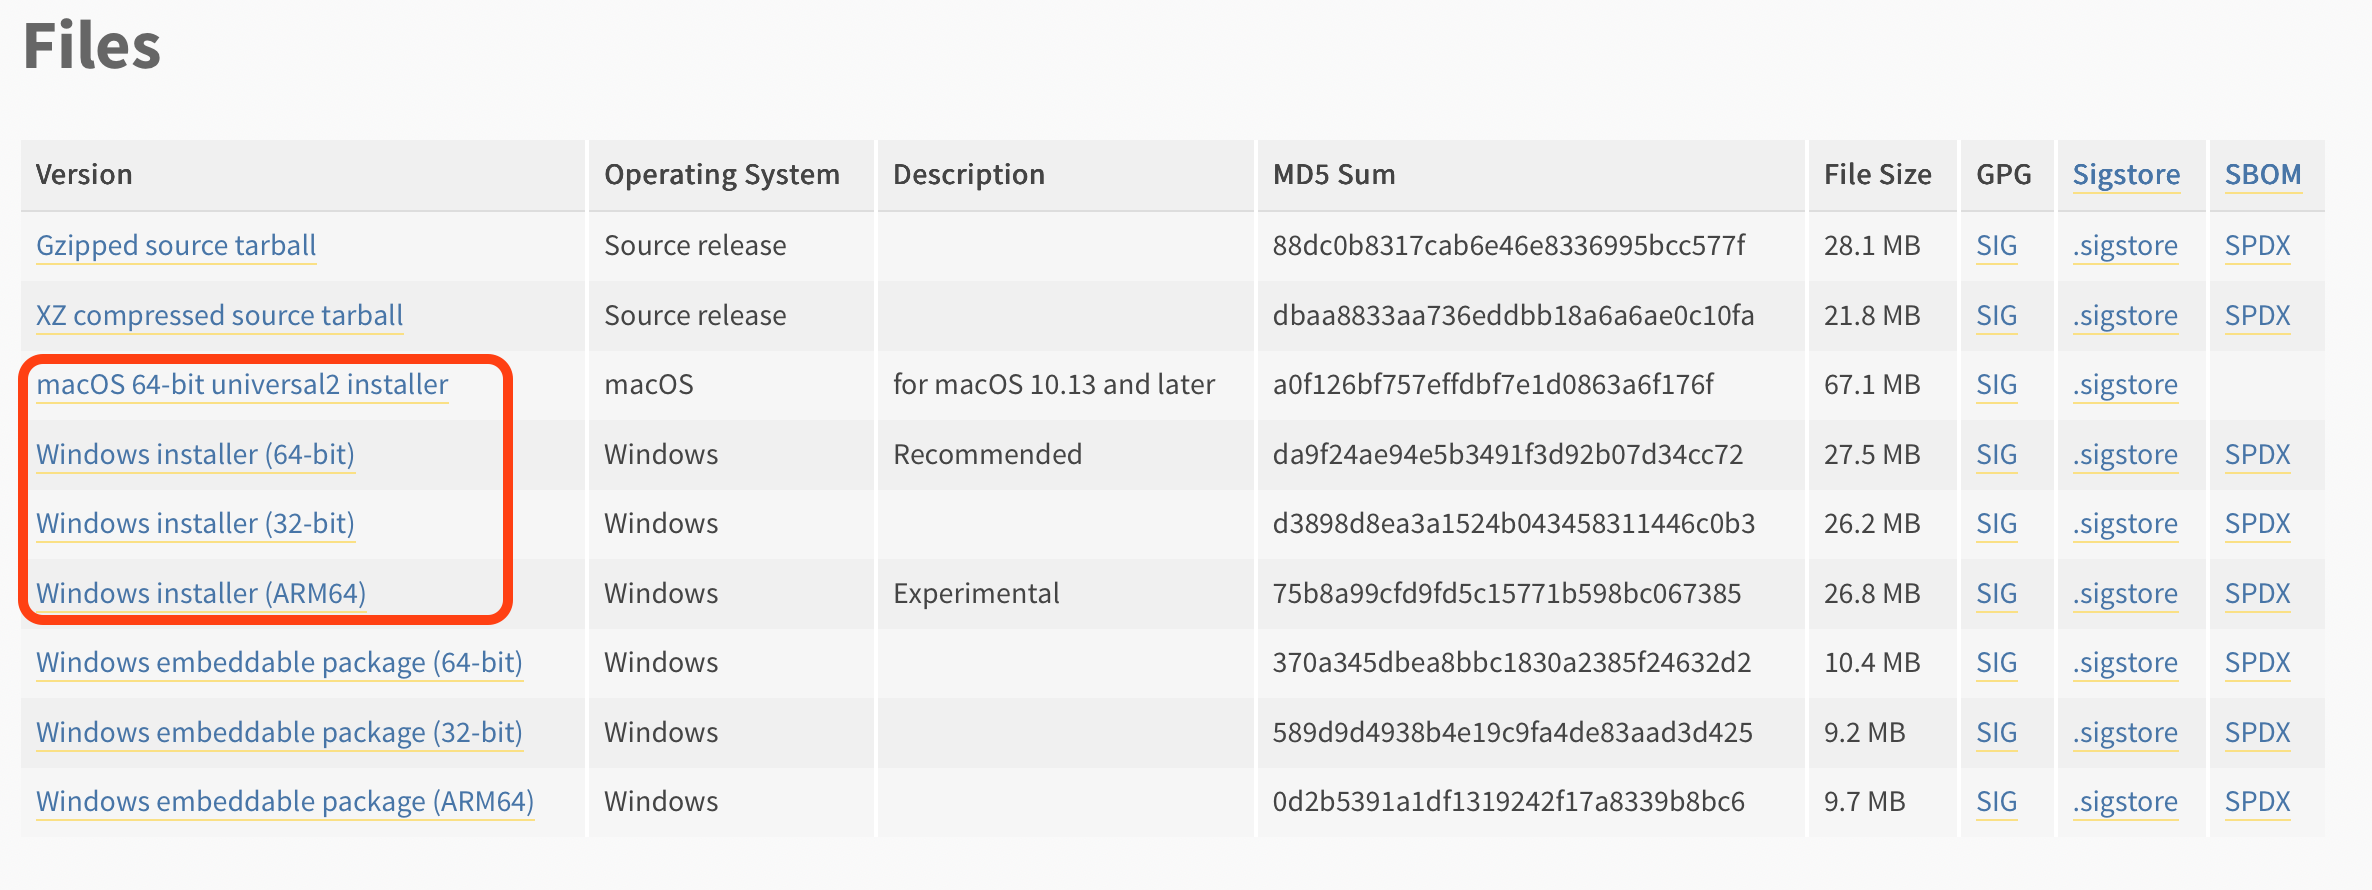 Files
Version Operating System Description MD5 Sum File Size GPG Sigstore SBOM
Gzipped source tarball Source release 88dc0b8317cab6e46e8336995bcc577f 28.1 MB SIG .sigstore SPDX
XZ compressed source tarball Source release dbaa8833aa736eddbb18a6a6ae0c10fa 21.8 MB SIG .sigstore SPDX
macOS 64-bit universal2 installer macOS for macOS 10.13 and later a0f126bf757effdbf7e1d0863a6f176f 67.1 MB SIG .sigstore
Windows installer (64-bit) Windows Recommended da9f24ae94e5b3491f3d92b07d34cc72 27.5 MB SIG .sigstore SPDX
Windows installer (32-bit) Windows d3898d8ea3a1524b043458311446c0b3 26.2 MB SIG .sigstore SPDX
Windows installer (ARM64) Windows Experimental 75b8a99cfd9fd5c15771b598bc067385 26.8 MB SIG .sigstore SPDX
Windows embeddable package (64-bit) Windows 370a345dbea8bbc1830a2385f24632d2 10.4 MB SIG .sigstore SPDX
Windows embeddable package (32-bit) Windows 589d9d4938b4e19c9fa4de83aad3d425 9.2 MB SIG .sigstore SPDX
Windows embeddable package (ARM64) Windows 0d2b5391a1df1319242f17a8339b8bc6 9.7 MB SIG .sigstore SPDX